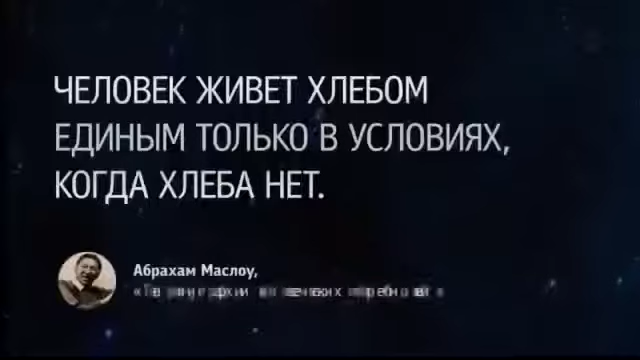 ЧЕЛОВЕК ЖИВЕТ ХЛЕБОМ
ЕДИНЫМ ТОЛЬКО В УСЛОВИЯХ,
КОГДА ХЛЕБА НЕТ.
Абрахам Маслоу,